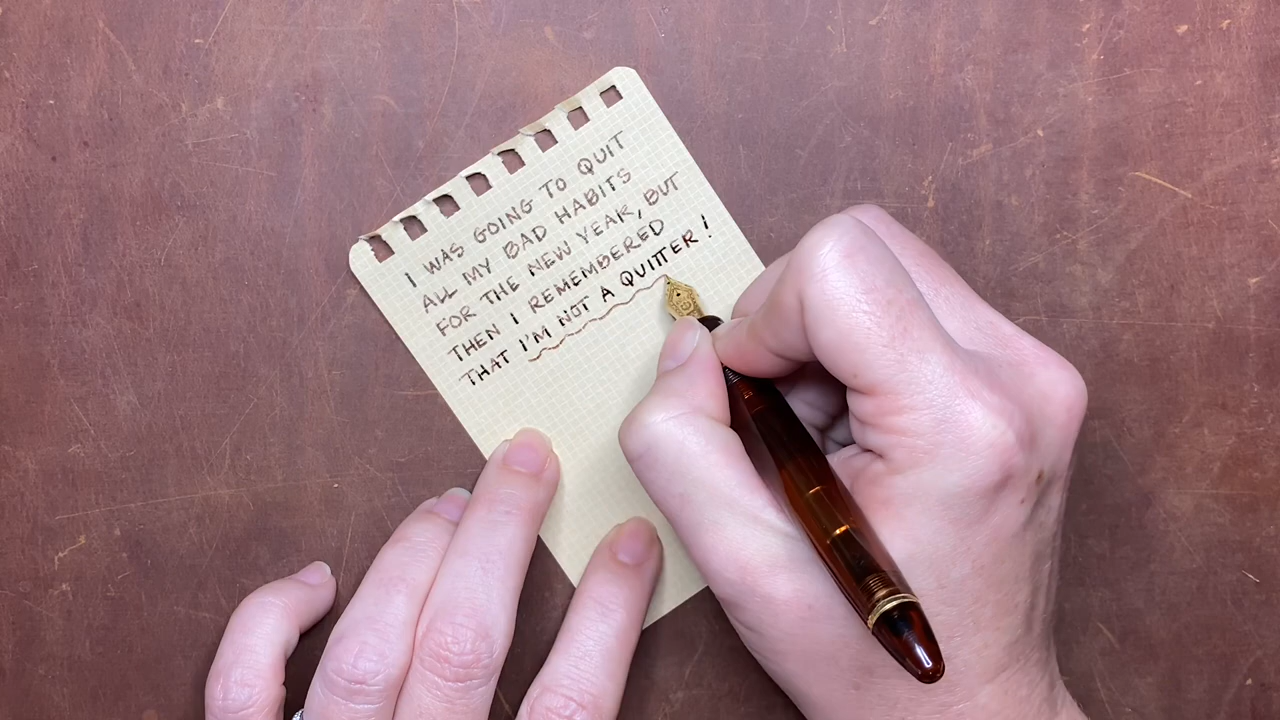 I WAS GOING TO QUIT
ALL MY BAD HABITS
FOR THE NEW YEAR, BUT
THEN I REMEMBERED
THAT I'M NOT A QUITTER!